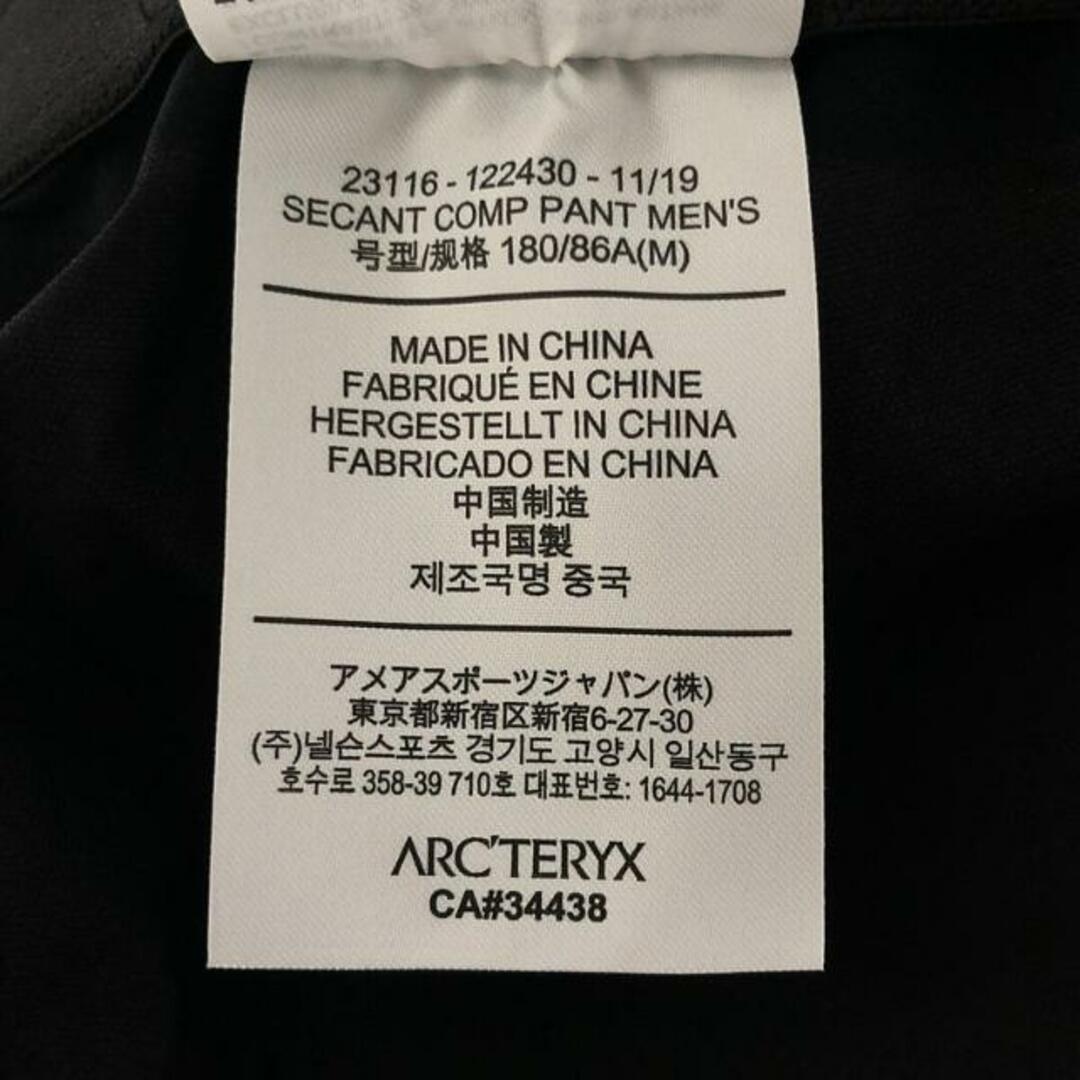 23116 - 122430 - 11/19
SECANT COMP PANT MEN'S
号型/规格 180/86A(M)
MADE IN CHINA
FABRIQUÉ EN CHINE
HERGESTELLT IN CHINA
FABRICADO EN CHINA
中国制造
中国製
제조국명 중국
アメアスポーツジャパン(株)
東京都新宿区新宿6-27-30
(주)넬슨스포츠 경기도 고양시 일산동구
호수로 358-39 710호 대표번호: 1644-1708
ARC'TERYX
CA#34438